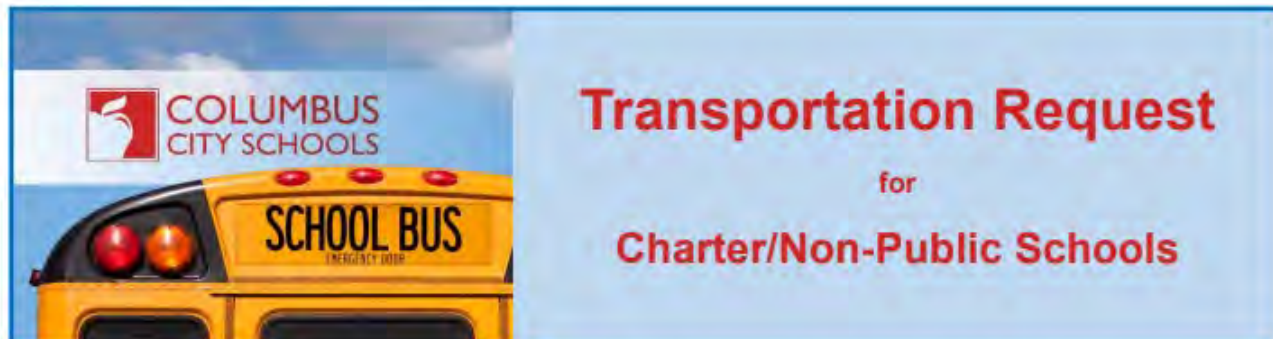 COLUMBUS
CITY SCHOOLS
SCHOOL BUS
EMERGENCY DOOR
Transportation Request
for
Charter/Non-Public Schools